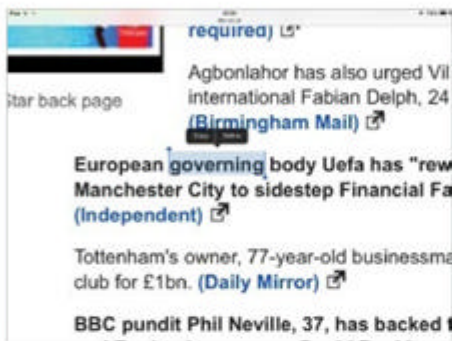 required)
Agbonlahor has also urged Vil
international Fabian Delph, 24
Star back page
(Birmingham Mail)
European governing body Uefa has "rew
Manchester City to sidestep Financial Fa
(Independent)
Tottenham's owner, 77-year-old businessma
club for £1bn. (Daily Mirror)
BBC pundit Phil Neville, 37, has backed t